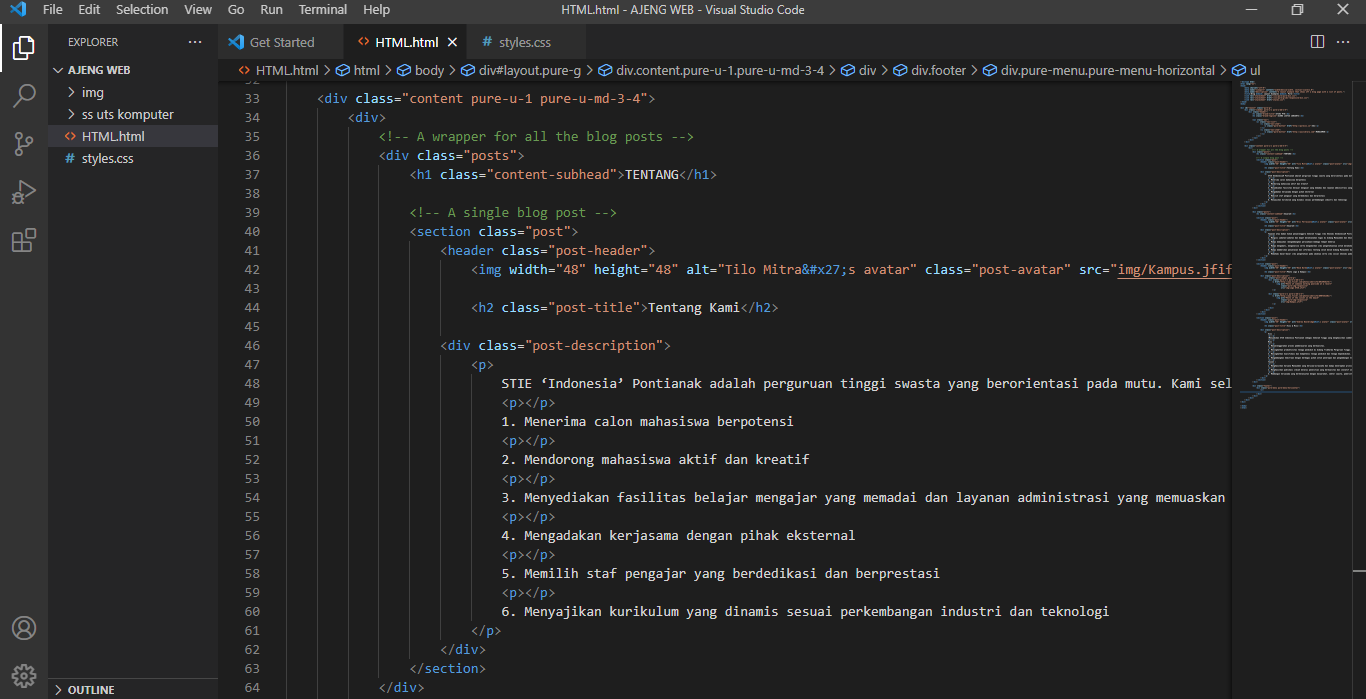 File Edit Selection View Go Run Terminal Help HTML.html - AJENG WEB - Visual Studio Code
EXPLORER
Get Started
HTML.html
styles.css
AJENG WEB
img
ss uts komputer
HTML.html
styles.css
OUTLINE
HTML.html > html > body > div#layout.pure-g > div.content.pure-u-1.pure-u-md-3-4 > div > div.footer > div.pure-menu.pure-menu-horizontal > ul
33 <div class="content pure-u-1 pure-u-md-3-4">
34 <div>
35 <!-- A wrapper for all the blog posts -->
36 <div class="posts">
37 <h1 class="content-subhead">TENTANG</h1>
38
39 <!-- A single blog post -->
40 <section class="post">
41 <header class="post-header">
42 <img width="48" height="48" alt="Tilo Mitra&#x27;s avatar" class="post-avatar" src="img/Kampus.jfif
43
44 <h2 class="post-title">Tentang Kami</h2>
45
46 <div class="post-description">
47 <p>
48 STIE ‘Indonesia’ Pontianak adalah perguruan tinggi swasta yang berorientasi pada mutu. Kami sel
49 <p></p>
50 1. Menerima calon mahasiswa berpotensi
51 <p></p>
52 2. Mendorong mahasiswa aktif dan kreatif
53 <p></p>
54 3. Menyediakan fasilitas belajar mengajar yang memadai dan layanan administrasi yang memuaskan
55 <p></p>
56 4. Mengadakan kerjasama dengan pihak eksternal
57 <p></p>
58 5. Memilih staf pengajar yang berdedikasi dan berprestasi
59 <p></p>
60 6. Menyajikan kurikulum yang dinamis sesuai perkembangan industri dan teknologi
61 </p>
62 </div>
63 </section>
64 </div>